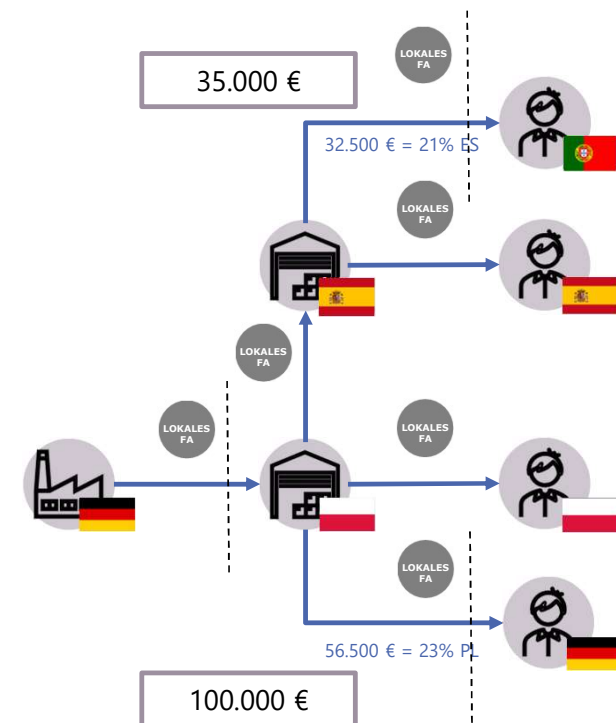 LOKALES
FA
35.000 €
32.500 € = 21% ES
LOKALES
FA
LOKALES
FA
LOKALES
FA
LOKALES
FA
LOKALES
FA
56.500 € = 23% PL
100.000 €